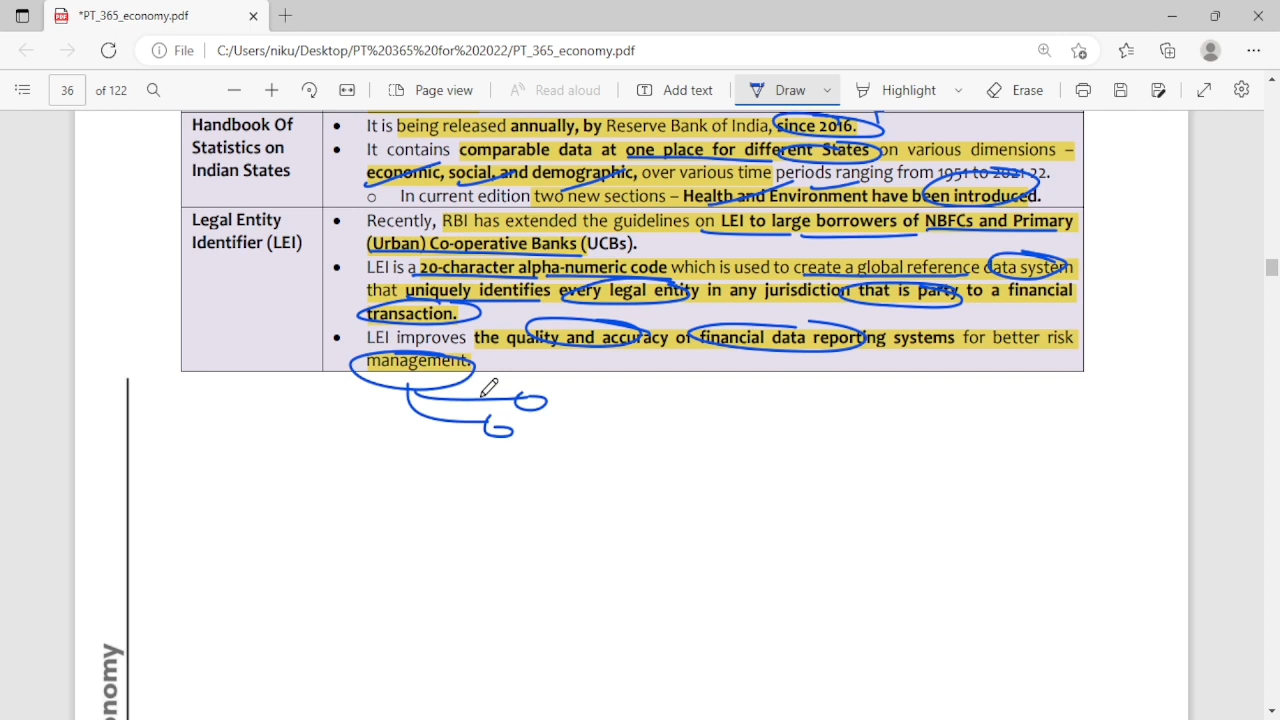 *PT_365_economy.pdf
File C:/Users/niku/Desktop/PT%20365%20for%202022/PT_365_economy.pdf
36 of 122 Page view Read aloud Add text Draw Highlight Erase
Handbook Of Statistics on Indian States
• It is being released annually, by Reserve Bank of India, since 2016.
• It contains comparable data at one place for different States on various dimensions –
economic, social, and demographic, over various time periods ranging from 1951 to 2021-22.
o In current edition two new sections – Health and Environment have been introduced.
Legal Entity Identifier (LEI)
• Recently, RBI has extended the guidelines on LEI to large borrowers of NBFCs and Primary
(Urban) Co-operative Banks (UCBs).
• LEI is a 20-character alpha-numeric code which is used to create a global reference data system
that uniquely identifies every legal entity in any jurisdiction that is party to a financial
transaction.
• LEI improves the quality and accuracy of financial data reporting systems for better risk
management.
onomy